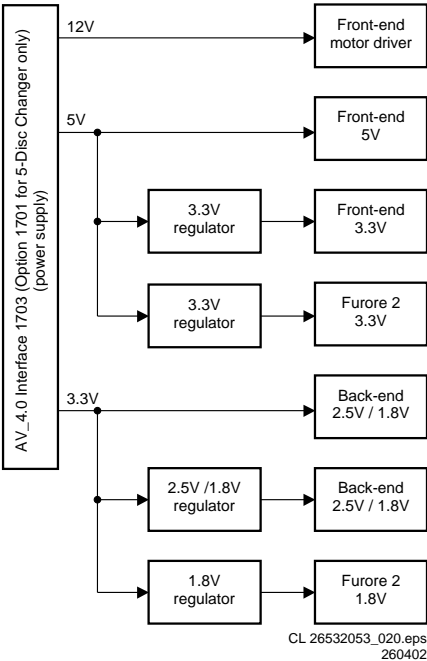 AV_4.0 Interface 1703 (Option 1701 for 5-Disc Changer only)
(power supply)
12V
Front-end
motor driver
5V
Front-end
5V
3.3V
regulator
Front-end
3.3V
3.3V
regulator
Furore 2
3.3V
3.3V
Back-end
2.5V / 1.8V
2.5V /1.8V
regulator
Back-end
2.5V / 1.8V
1.8V
regulator
Furore 2
1.8V
CL 26532053_020.eps
260402